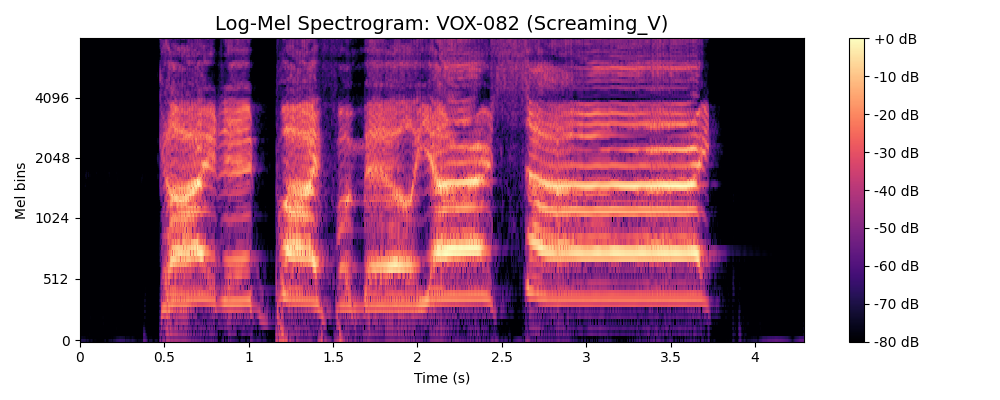 Log-Mel Spectrogram: VOX-082 (Screaming_V)
Mel bins
4096
2048
1024
512
0
0
0.5
1
1.5
2
2.5
3
3.5
4
Time (s)
+0 dB
-10 dB
-20 dB
-30 dB
-40 dB
-50 dB
-60 dB
-70 dB
-80 dB